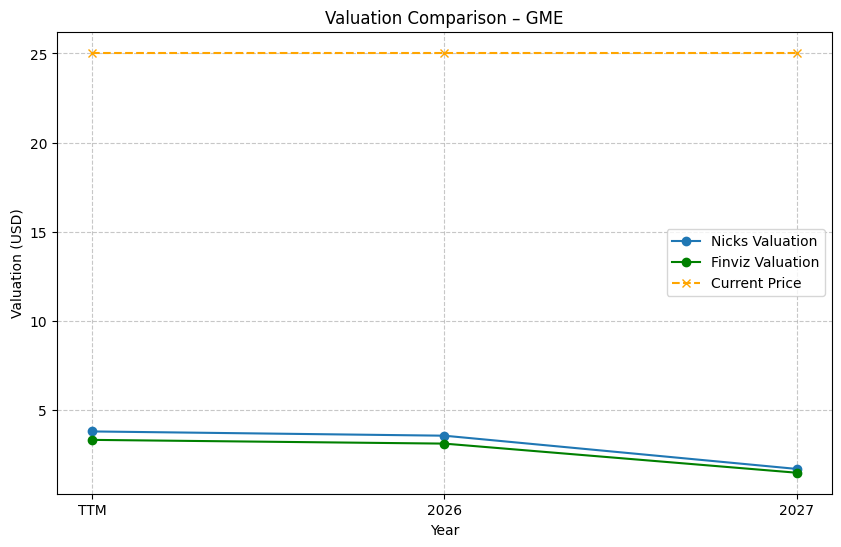 Valuation Comparison – GME
Valuation (USD)
25
20
15
10
5
Nicks Valuation
Finviz Valuation
Current Price
TTM
2026
2027
Year